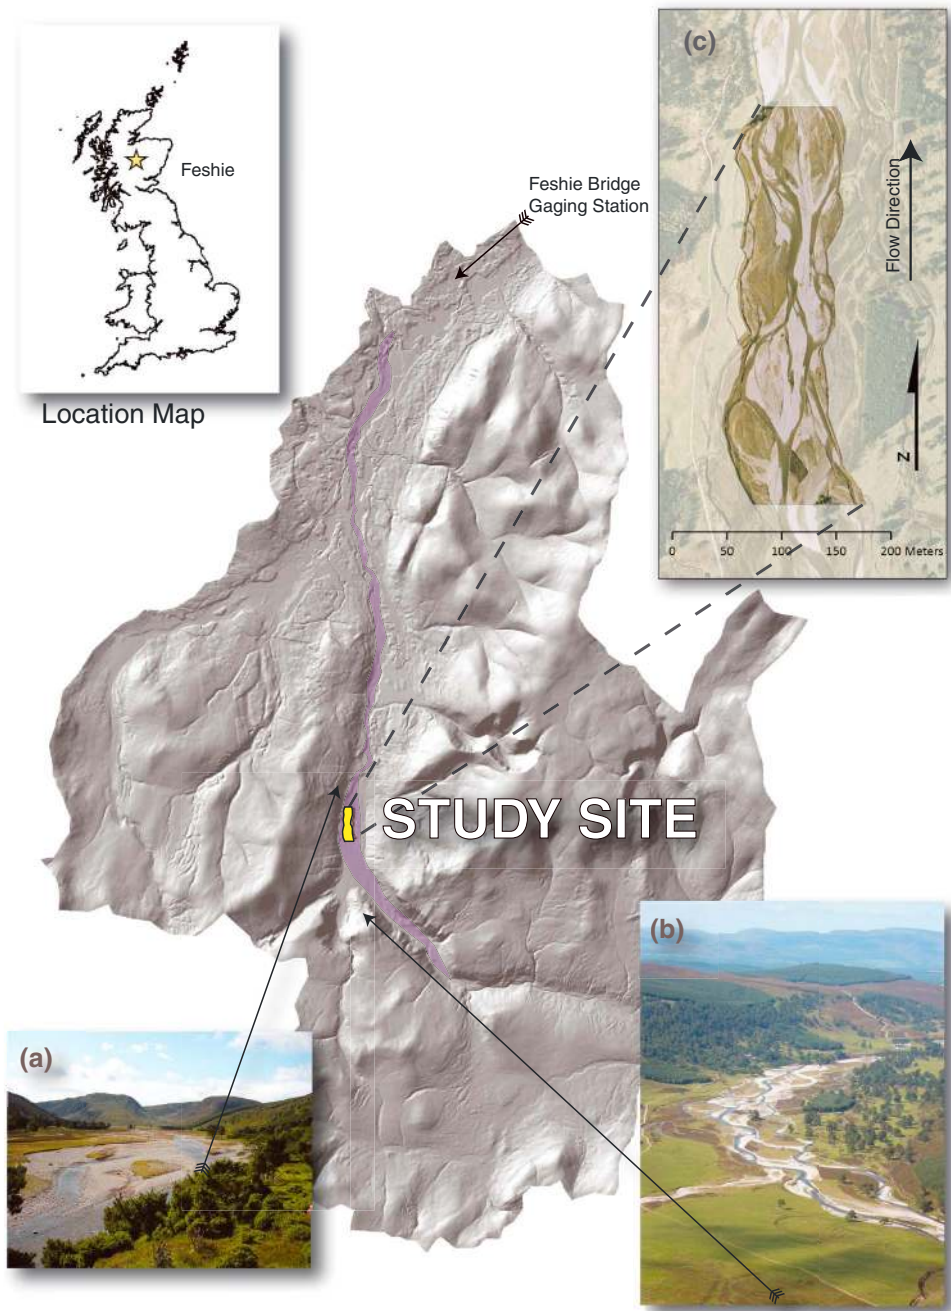 Feshie
Location Map
Feshie Bridge
Gaging Station
(c)
Flow Direction
N
0 50 100 150 200 Meters
STUDY SITE
(a)
(b)